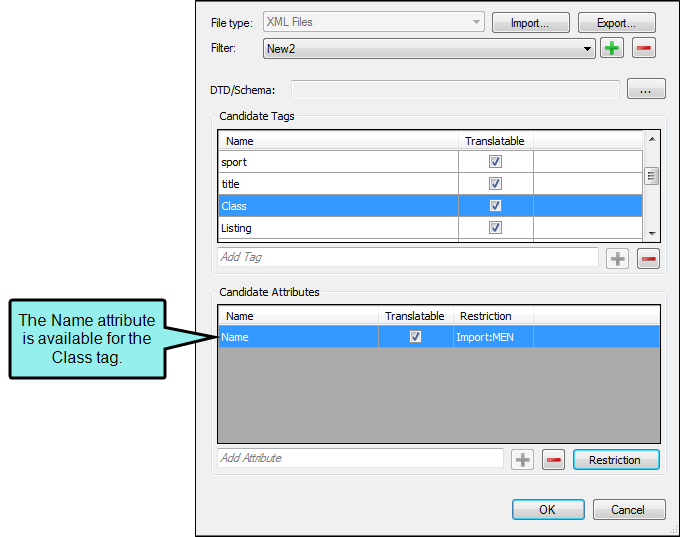 File type:
XML Files
Import...
Export...
Filter:
New2
DTD/Schema:
...
Candidate Tags
Name Translatable
sport
title
Class
Listing
Add Tag
Candidate Attributes
Name Translatable Restriction
Name Import:MEN
The Name attribute
is available for the
Class tag.
Add Attribute
Restriction
OK
Cancel